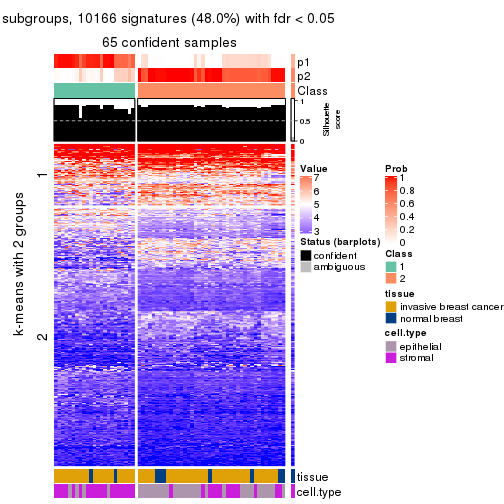 subgroups, 10166 signatures (48.0%) with fdr < 0.05
65 confident samples
p1
p2
Class
1
0.5
0
Silhouette
score
k-means with 2 groups
1
2
Value
7
6
5
4
3
Status (barplots)
confident
ambiguous
Prob
1
0.8
0.6
0.4
0.2
0
Class
1
2
tissue
invasive breast cancer
normal breast
cell.type
epithelial
stromal
tissue
cell.type